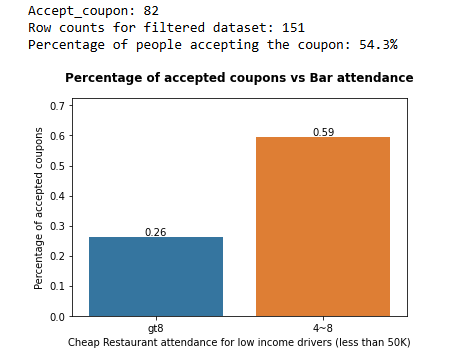 Accept_coupon: 82
Row counts for filtered dataset: 151
Percentage of people accepting the coupon: 54.3%
Percentage of accepted coupons vs Bar attendance
Percentage of accepted coupons
0.7
0.6
0.5
0.4
0.3
0.2
0.1
0.0
0.26
0.59
gt8
4~8
Cheap Restaurant attendance for low income drivers (less than 50K)